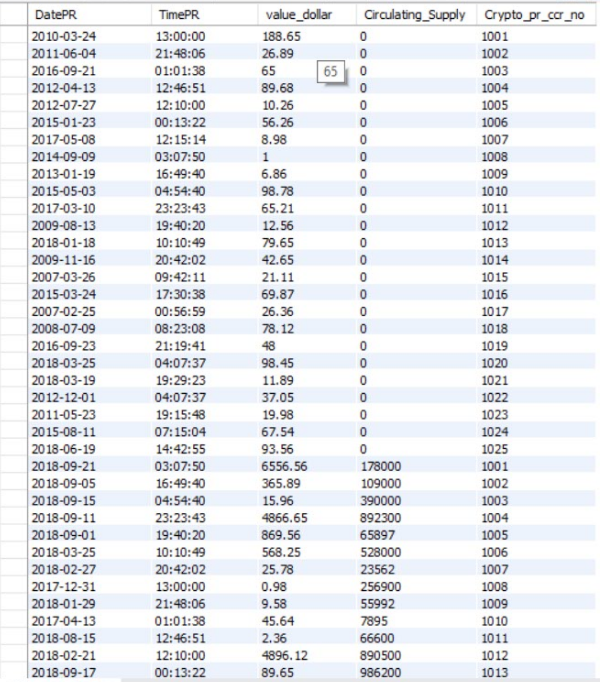 DatePR TimePR value_dollar Circulating_Supply Crypto_pr_ccr_no
2010-03-24 13:00:00 188.65 0 1001
2011-06-04 21:48:06 26.89 0 1002
2016-09-21 01:01:38 65 65 0 1003
2012-04-13 12:46:51 89.68 0 1004
2012-07-27 12:10:00 10.26 0 1005
2015-01-23 00:13:22 56.26 0 1006
2017-05-08 12:15:14 8.98 0 1007
2014-09-09 03:07:50 1 0 1008
2013-01-19 16:49:40 6.86 0 1009
2015-05-03 04:54:40 98.78 0 1010
2017-03-10 23:23:43 65.21 0 1011
2009-08-13 19:40:20 12.56 0 1012
2018-01-18 10:10:49 79.65 0 1013
2009-11-16 20:42:02 42.65 0 1014
2007-03-26 09:42:11 21.11 0 1015
2015-03-24 17:30:38 69.87 0 1016
2007-02-25 00:56:59 26.36 0 1017
2008-07-09 08:23:08 78.12 0 1018
2016-09-23 21:19:41 48 0 1019
2018-03-25 04:07:37 98.45 0 1020
2018-03-19 19:29:23 11.89 0 1021
2012-12-01 04:07:37 37.05 0 1022
2011-05-23 19:15:48 19.98 0 1023
2015-08-11 07:15:04 67.54 0 1024
2018-06-19 14:42:55 93.56 0 1025
2018-09-21 03:07:50 6556.56 178000 1001
2018-09-05 16:49:40 365.89 109000 1002
2018-09-15 04:54:40 15.96 390000 1003
2018-09-11 23:23:43 4866.65 892300 1004
2018-09-01 19:40:20 869.56 65897 1005
2018-03-25 10:10:49 568.25 528000 1006
2018-02-27 20:42:02 25.78 23562 1007
2017-12-31 13:00:00 0.98 256900 1008
2018-01-29 21:48:06 9.58 55992 1009
2017-04-13 01:01:38 45.64 7895 1010
2018-08-15 12:46:51 2.36 66600 1011
2018-02-21 12:10:00 4896.12 890500 1012
2018-09-17 00:13:22 89.65 986200 1013